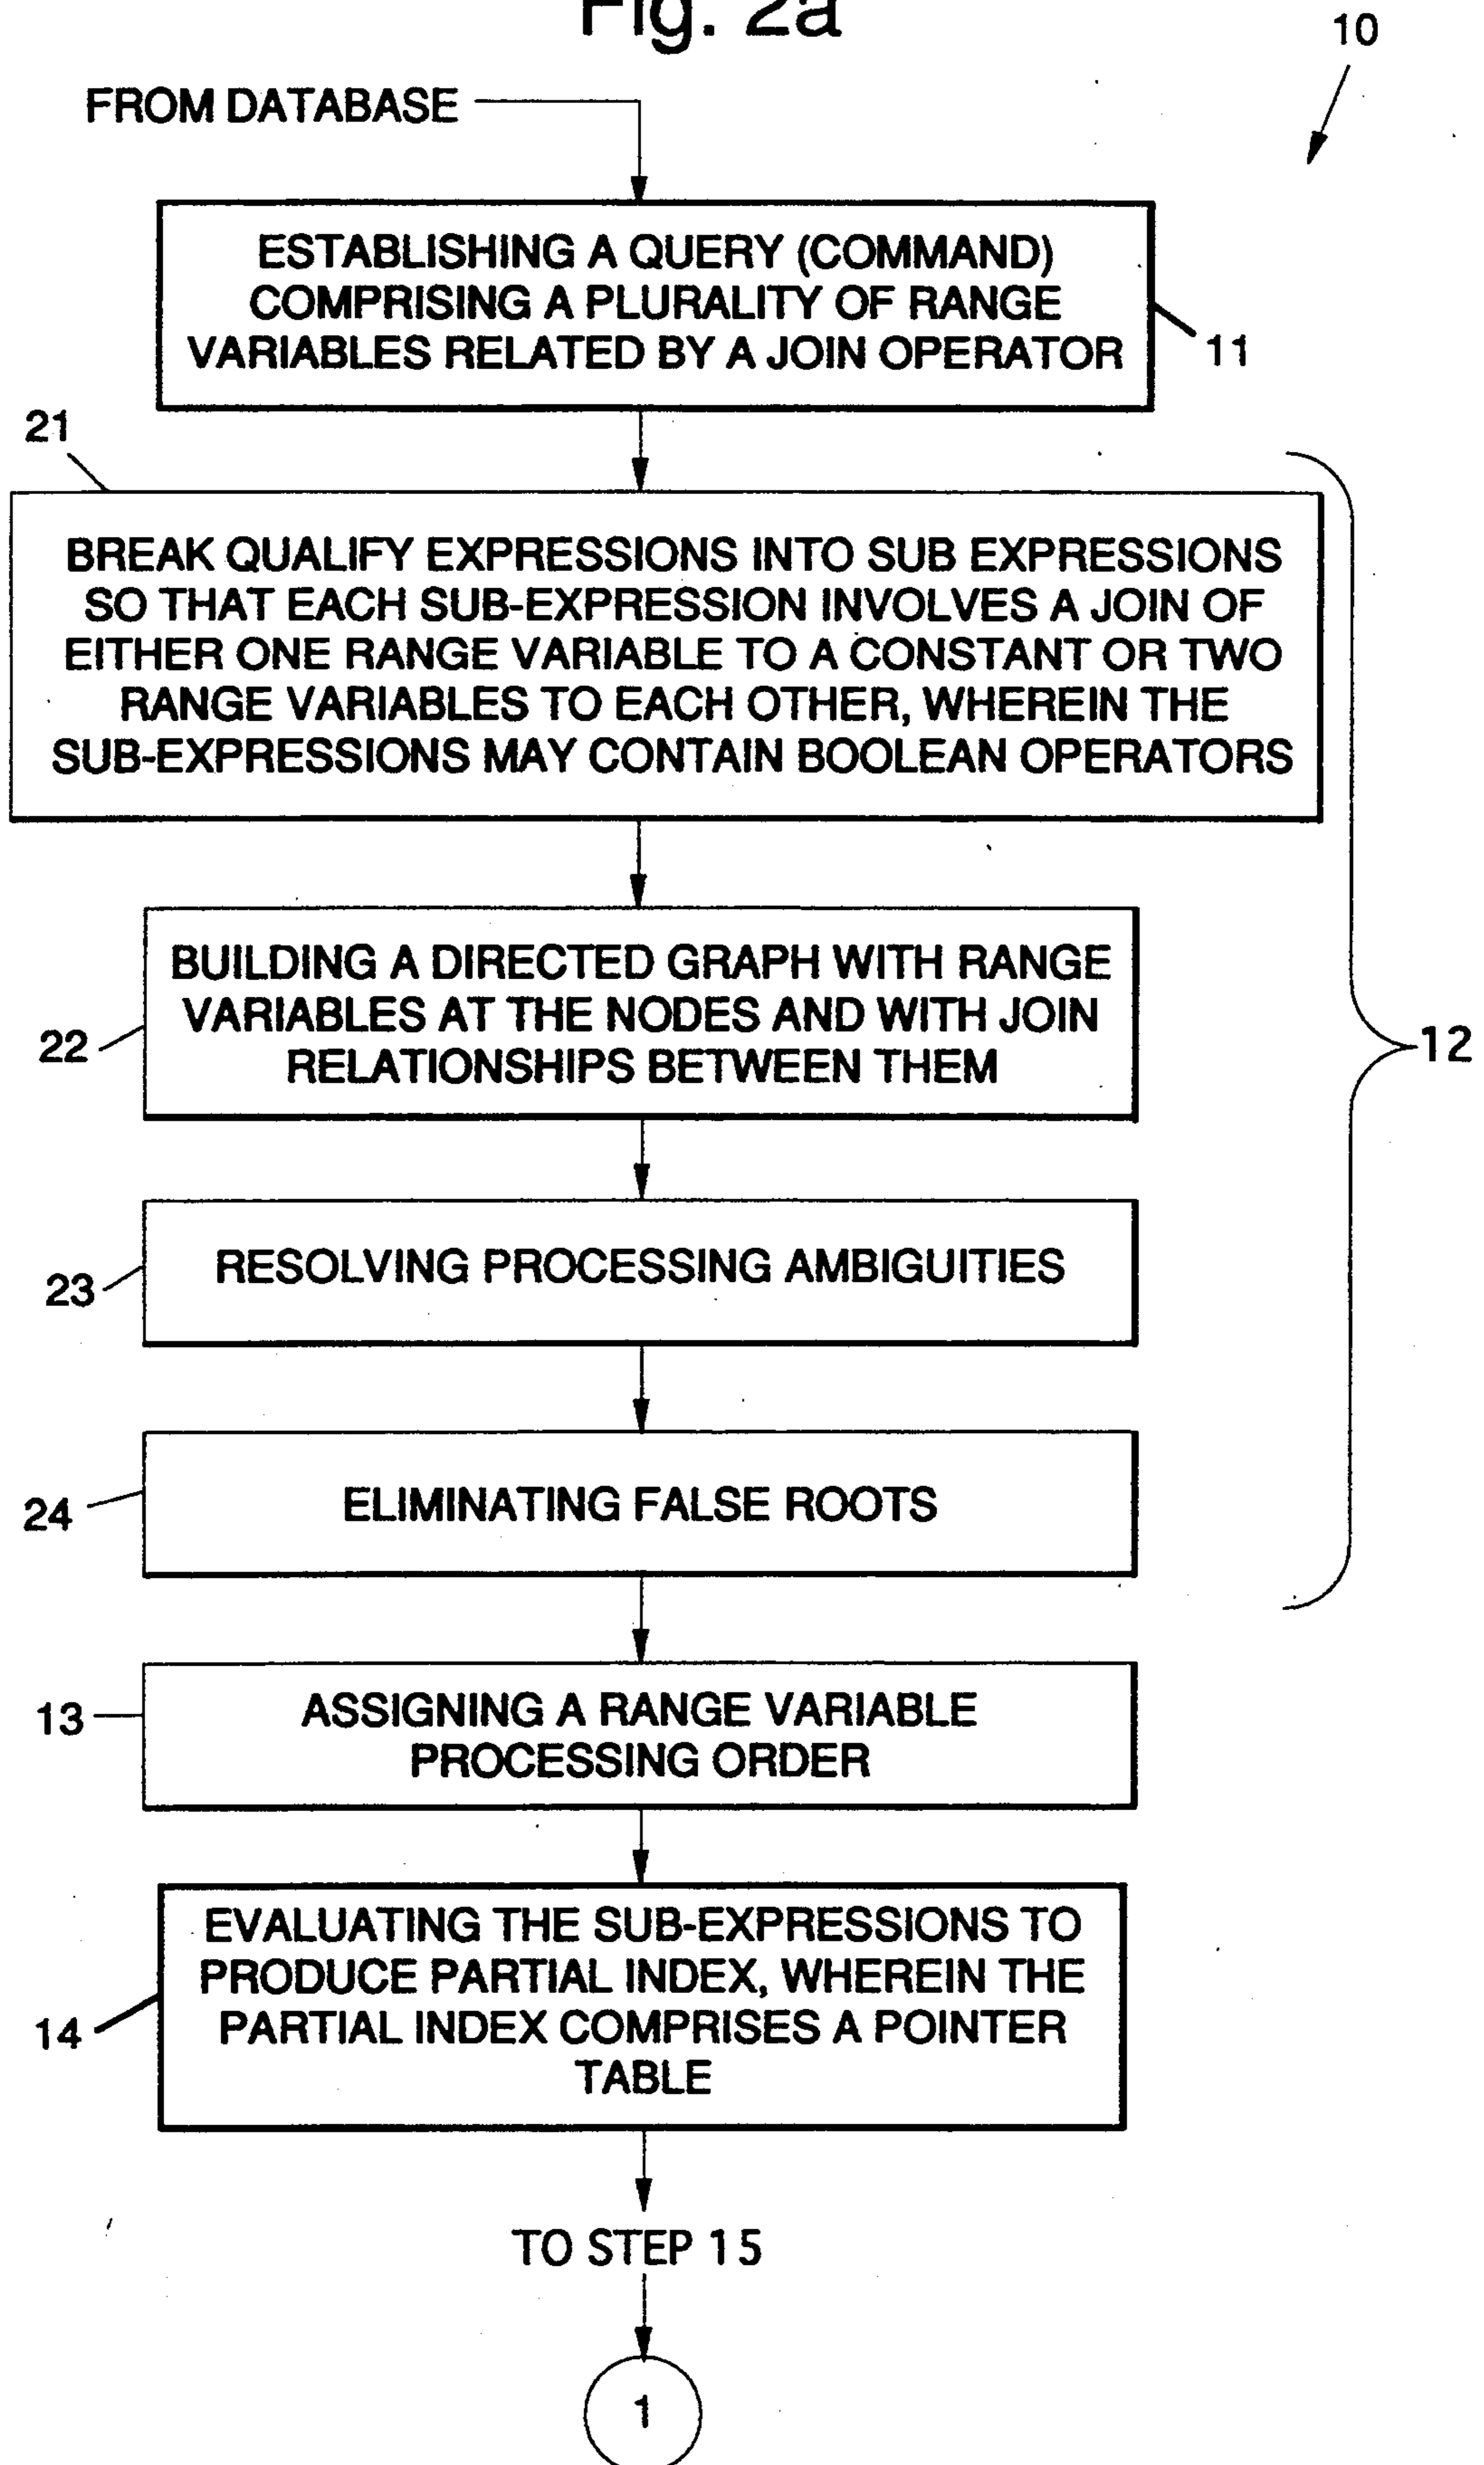 Fig. 2a
10
FROM DATABASE
ESTABLISHING A QUERY (COMMAND)
COMPRISING A PLURALITY OF RANGE
VARIABLES RELATED BY A JOIN OPERATOR
11
21
BREAK QUALIFY EXPRESSIONS INTO SUB EXPRESSIONS
SO THAT EACH SUB-EXPRESSION INVOLVES A JOIN OF
EITHER ONE RANGE VARIABLE TO A CONSTANT OR TWO
RANGE VARIABLES TO EACH OTHER, WHEREIN THE
SUB-EXPRESSIONS MAY CONTAIN BOOLEAN OPERATORS
BUILDING A DIRECTED GRAPH WITH RANGE
VARIABLES AT THE NODES AND WITH JOIN
RELATIONSHIPS BETWEEN THEM
22
12
RESOLVING PROCESSING AMBIGUITIES
23
ELIMINATING FALSE ROOTS
24
13
ASSIGNING A RANGE VARIABLE
PROCESSING ORDER
EVALUATING THE SUB-EXPRESSIONS TO
PRODUCE PARTIAL INDEX, WHEREIN THE
PARTIAL INDEX COMPRISES A POINTER
TABLE
14
TO STEP 15
1